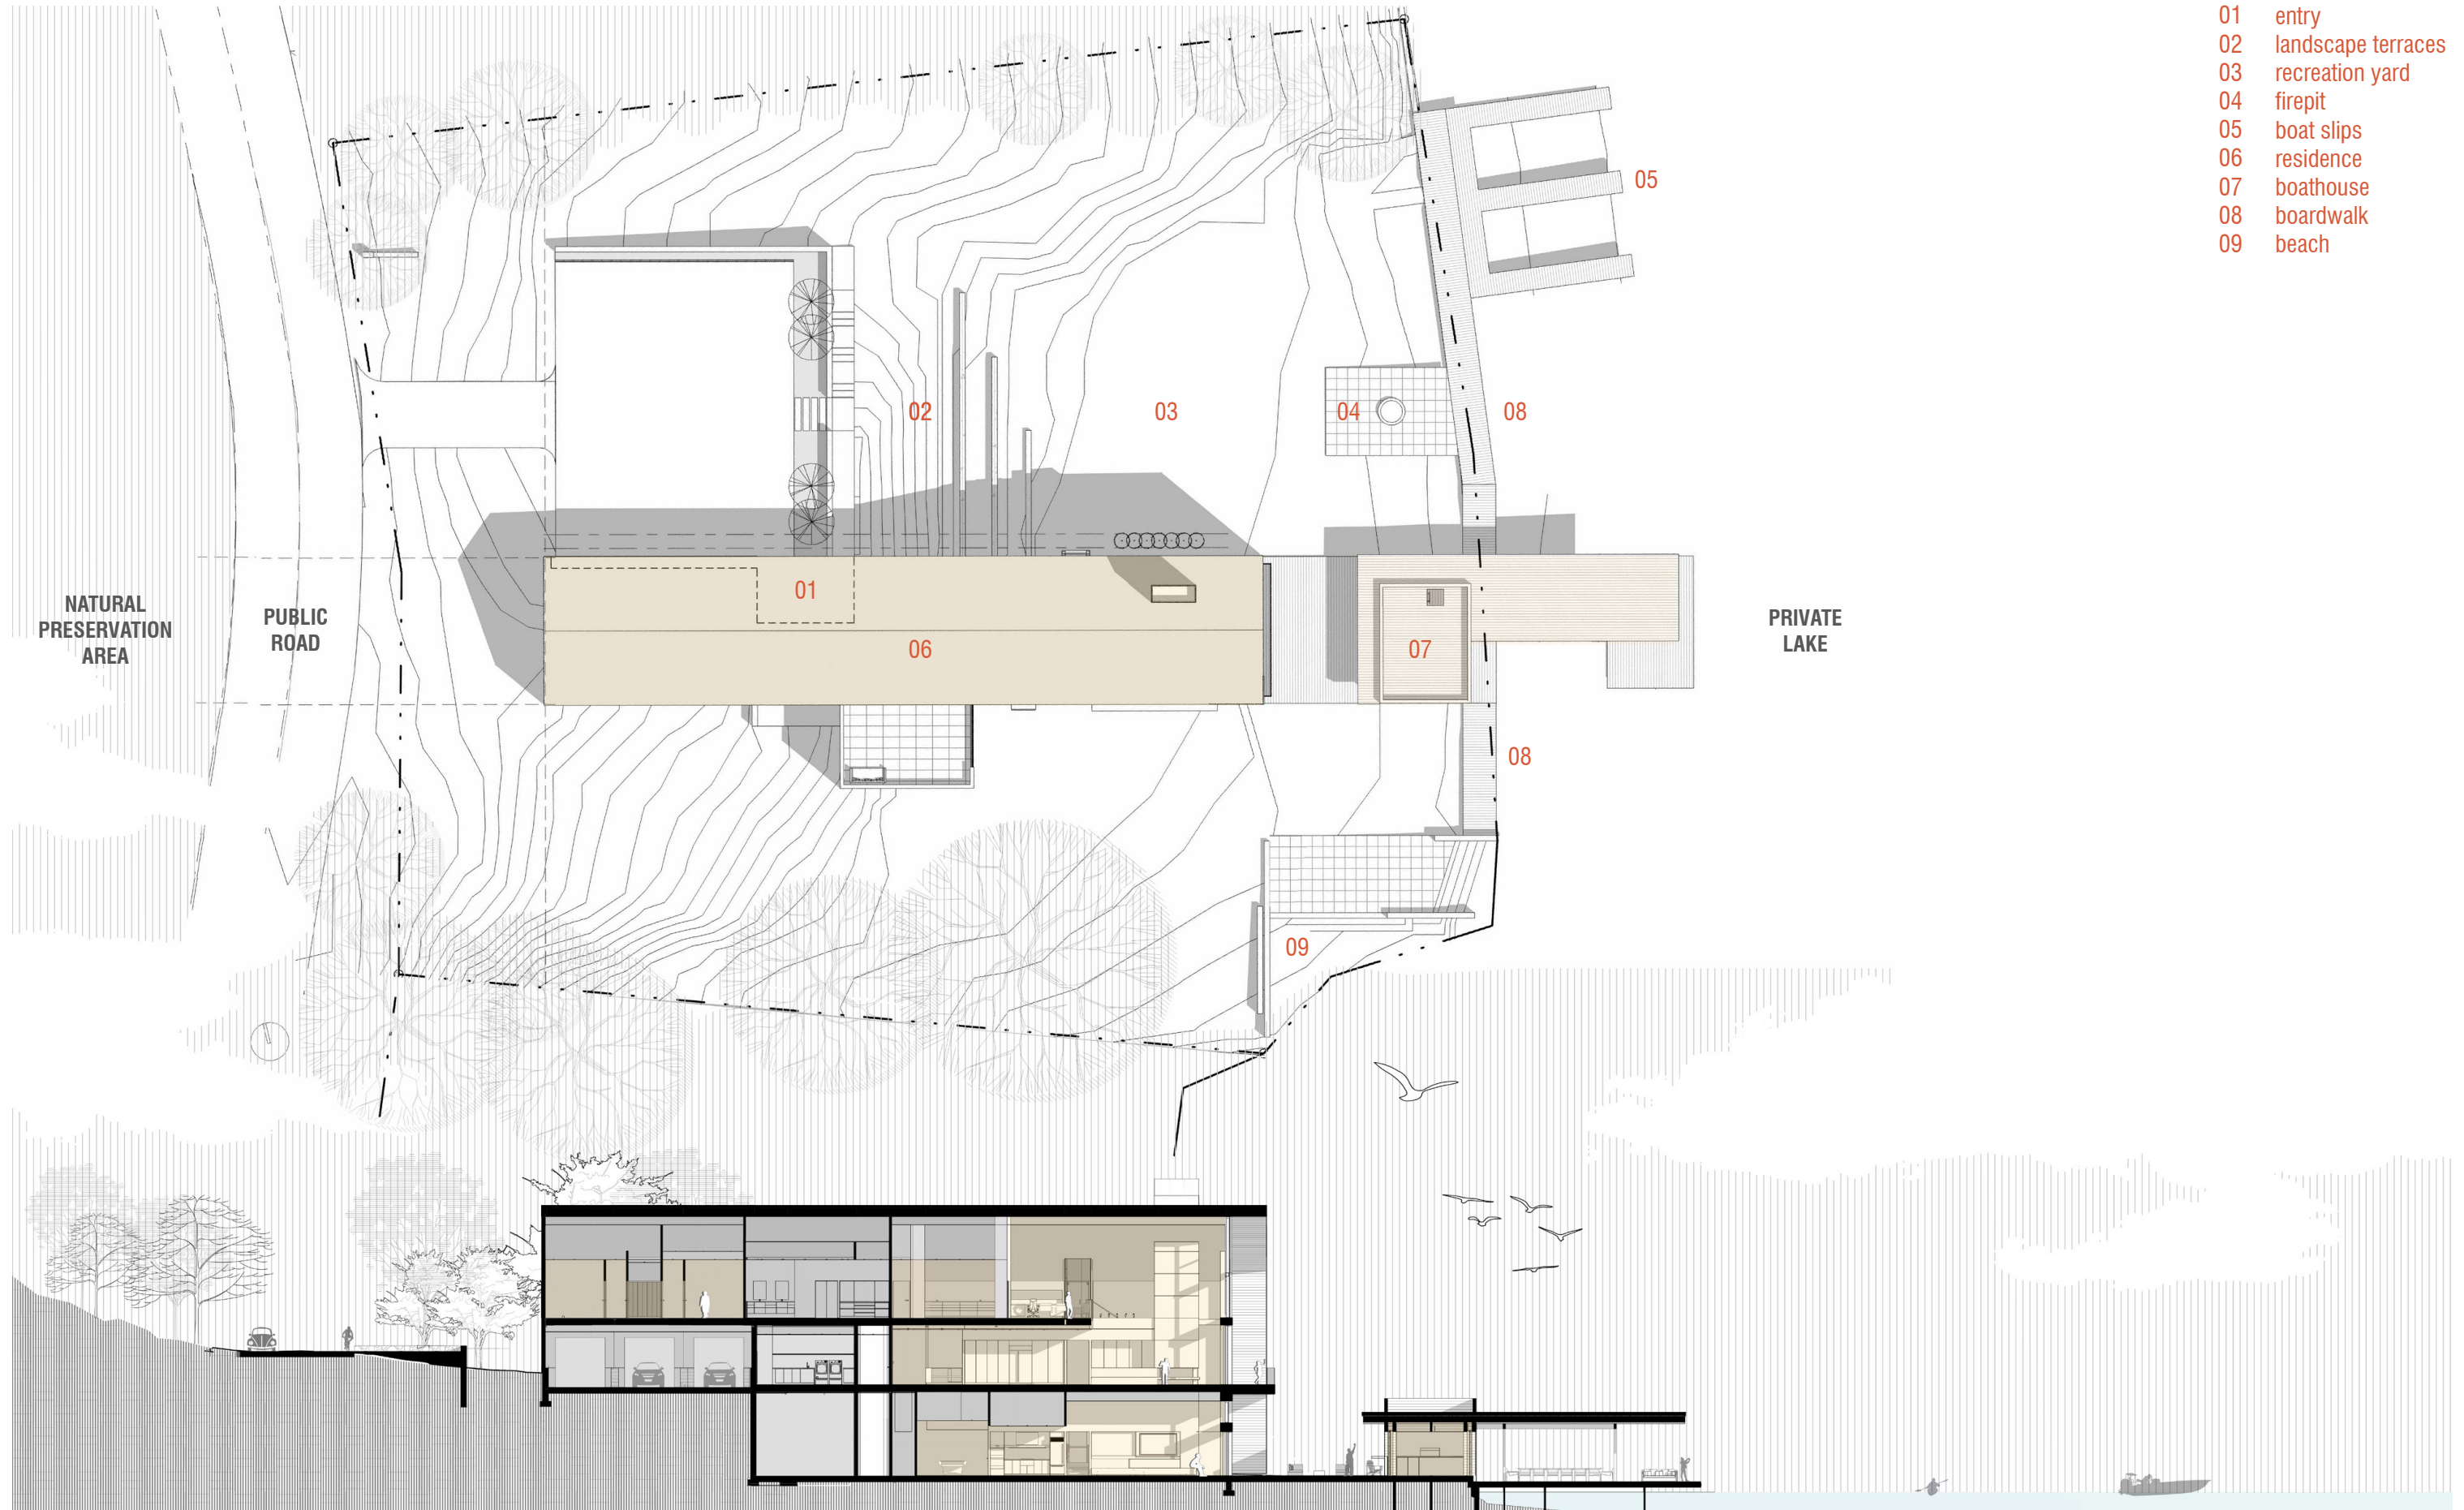 01 entry
02 landscape terraces
03 recreation yard
04 firepit
05 boat slips
06 residence
07 boathouse
08 boardwalk
09 beach
05
02
03
04
08
01
NATURAL
PRESERVATION
AREA
PUBLIC
ROAD
06
07
PRIVATE
LAKE
08
09